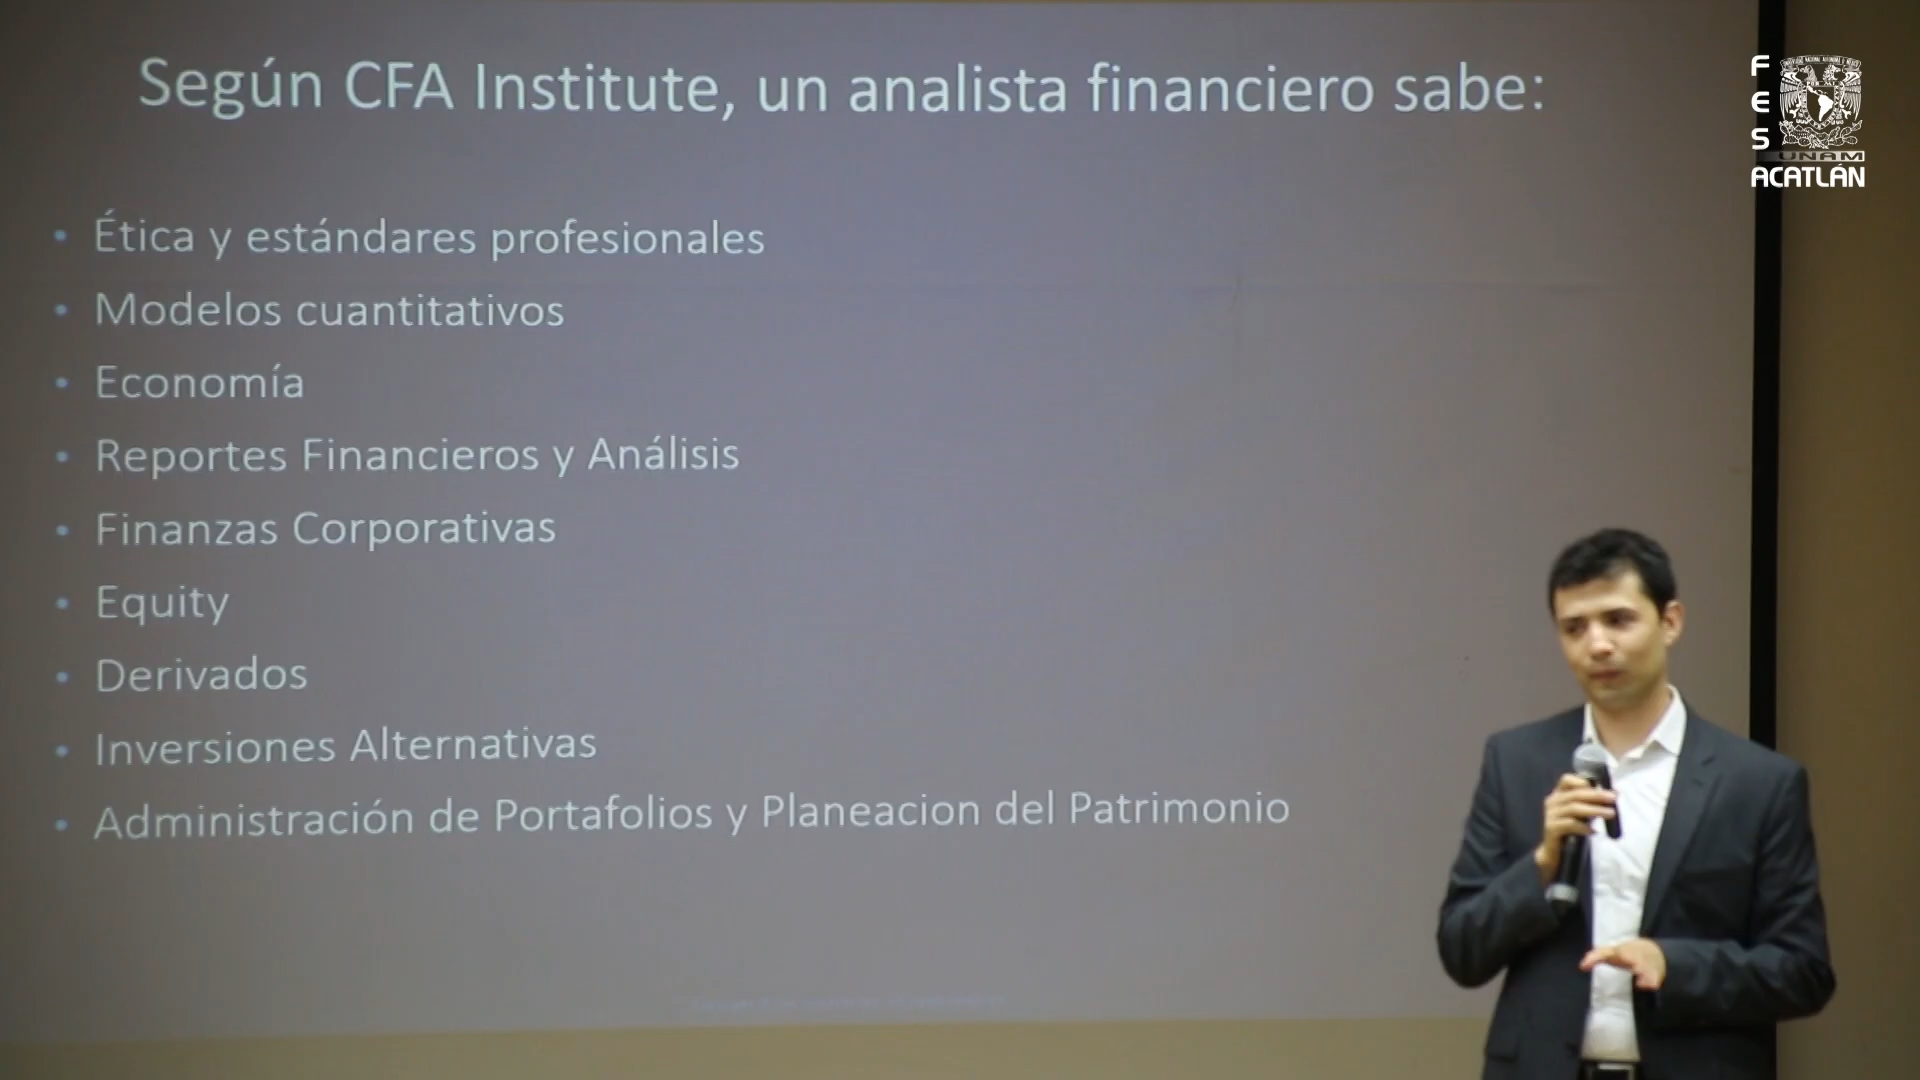 Según CFA Institute, un analista financiero sabe:
• Ética y estándares profesionales
• Modelos cuantitativos
• Economía
• Reportes Financieros y Análisis
• Finanzas Corporativas
• Equity
• Derivados
• Inversiones Alternativas
• Administración de Portafolios y Planeacion del Patrimonio
FES
UNAM
ACATLÁN